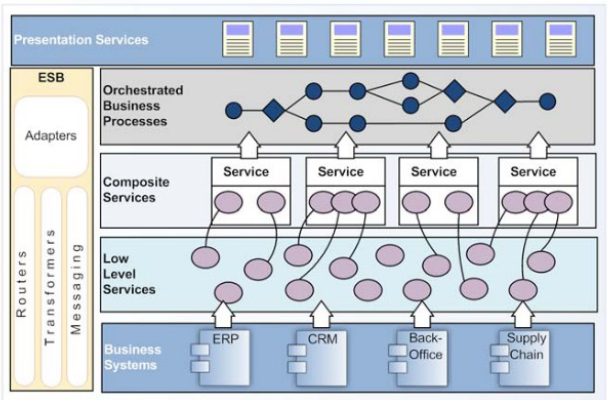 Presentation Services
ESB
Adapters
Routers
Transformers
Messaging
Orchestrated
Business
Processes
Composite
Services
Service
Service
Service
Service
Low
Level
Services
Business
Systems
ERP
CRM
Back-
Office
Supply
Chain